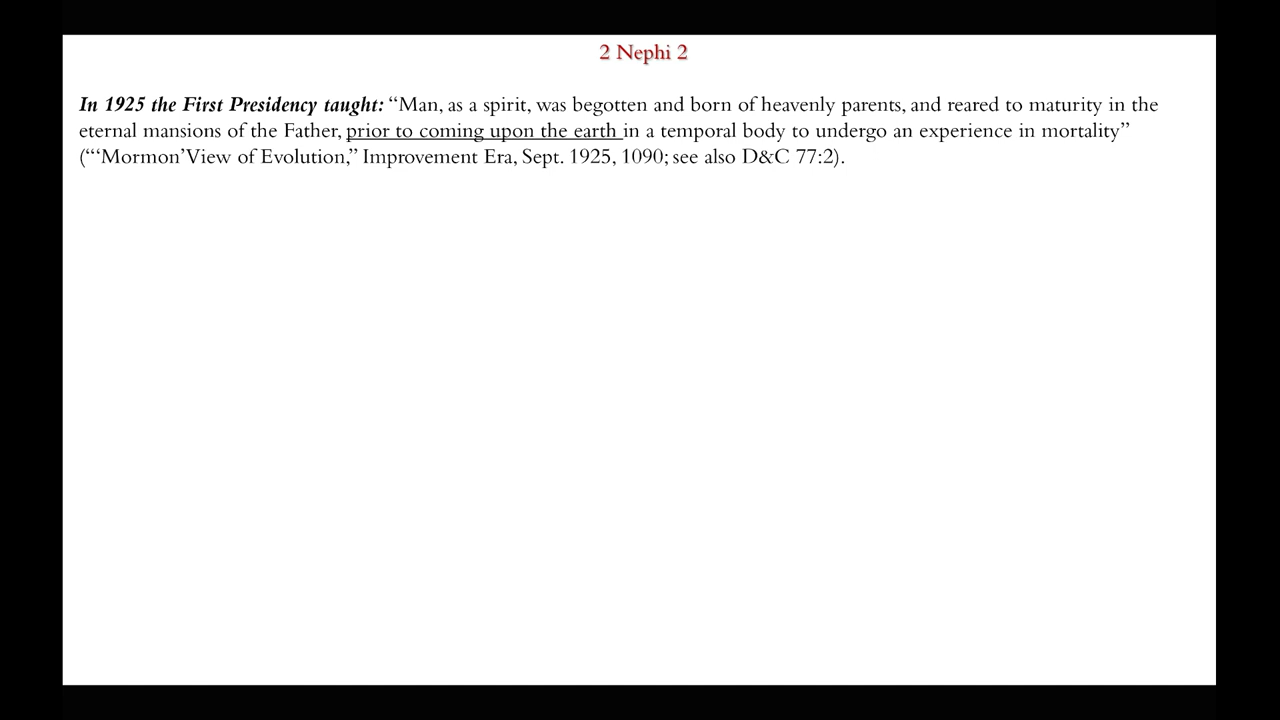 2 Nephi 2
In 1925 the First Presidency taught: “Man, as a spirit, was begotten and born of heavenly parents, and reared to maturity in the
eternal mansions of the Father, prior to coming upon the earth in a temporal body to undergo an experience in mortality”
(“‘Mormon’ View of Evolution,” Improvement Era, Sept. 1925, 1090; see also D&C 77:2).